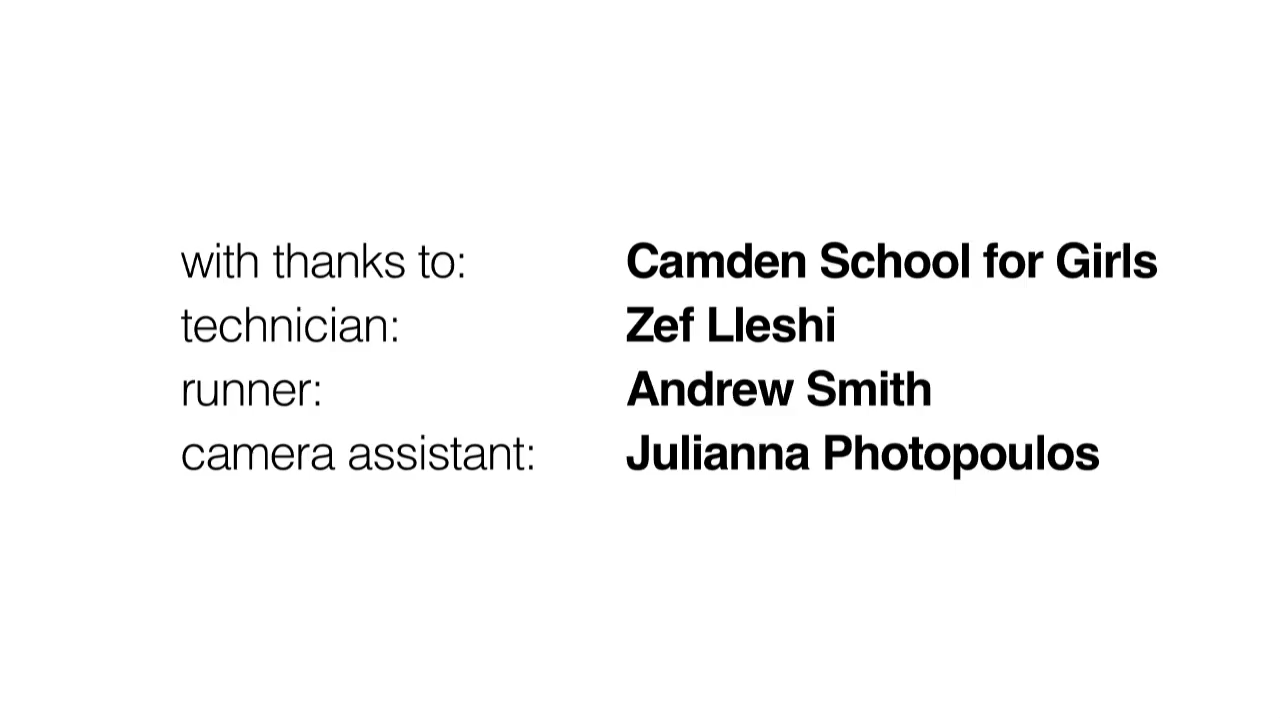 with thanks to: Camden School for Girls
technician: Zef Lleshi
runner: Andrew Smith
camera assistant: Julianna Photopoulos